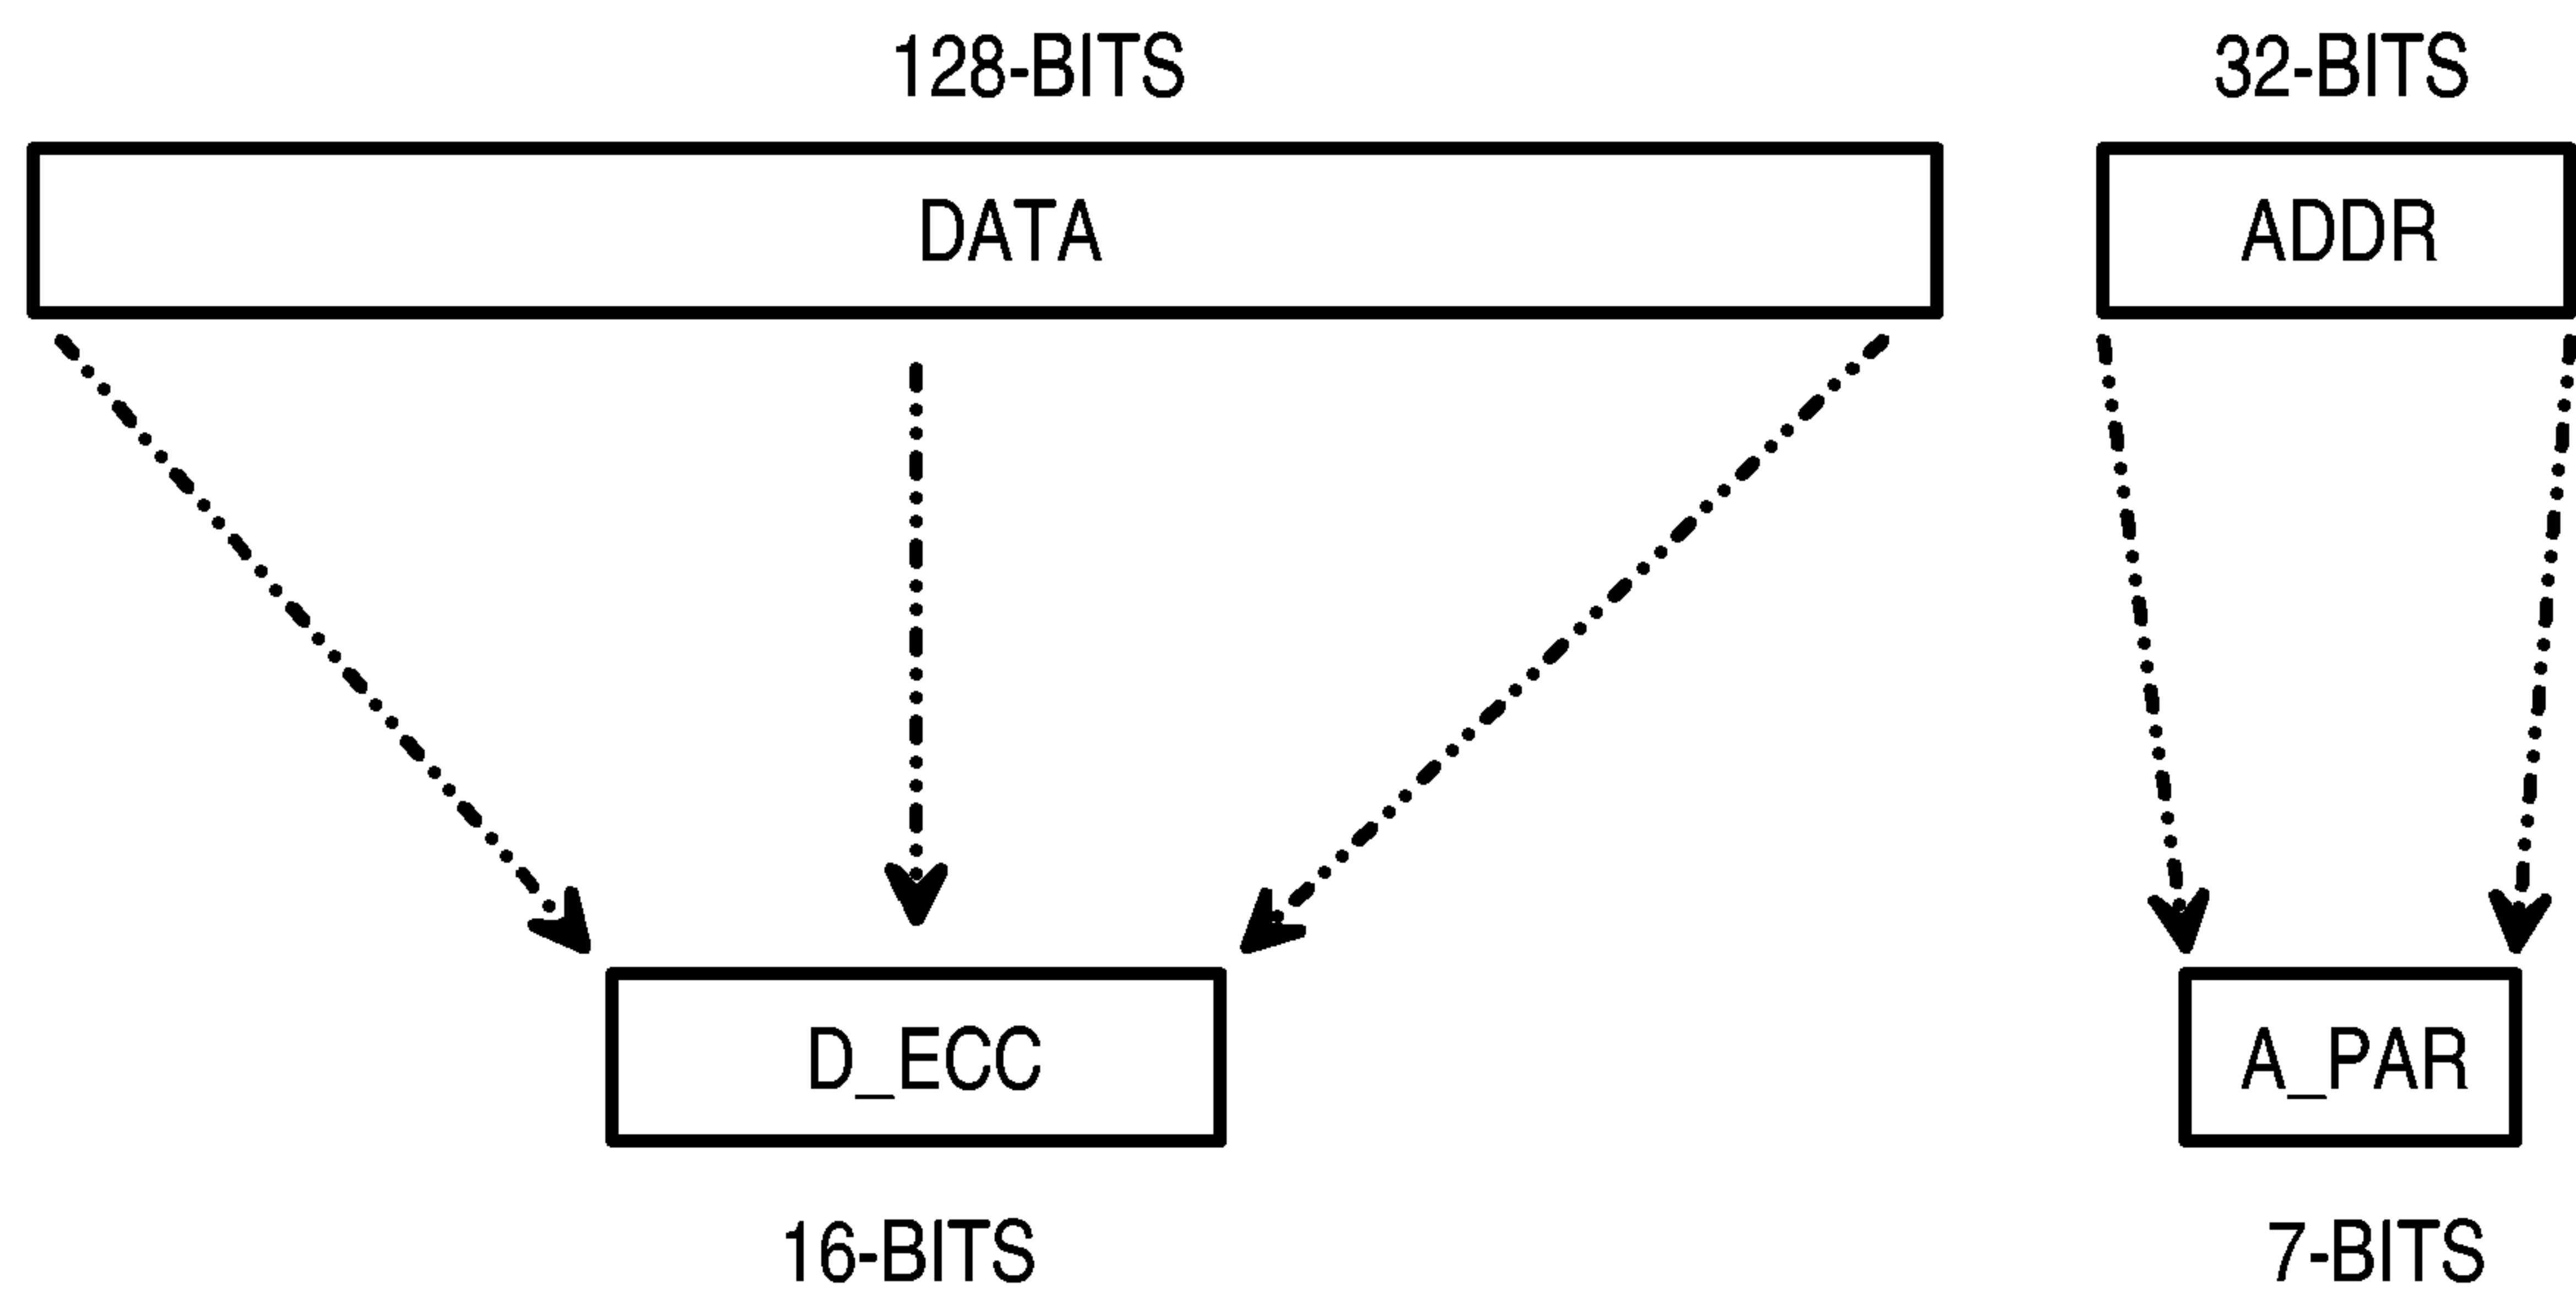 128-BITS
32-BITS
DATA
ADDR
D_ECC
A_PAR
16-BITS
7-BITS